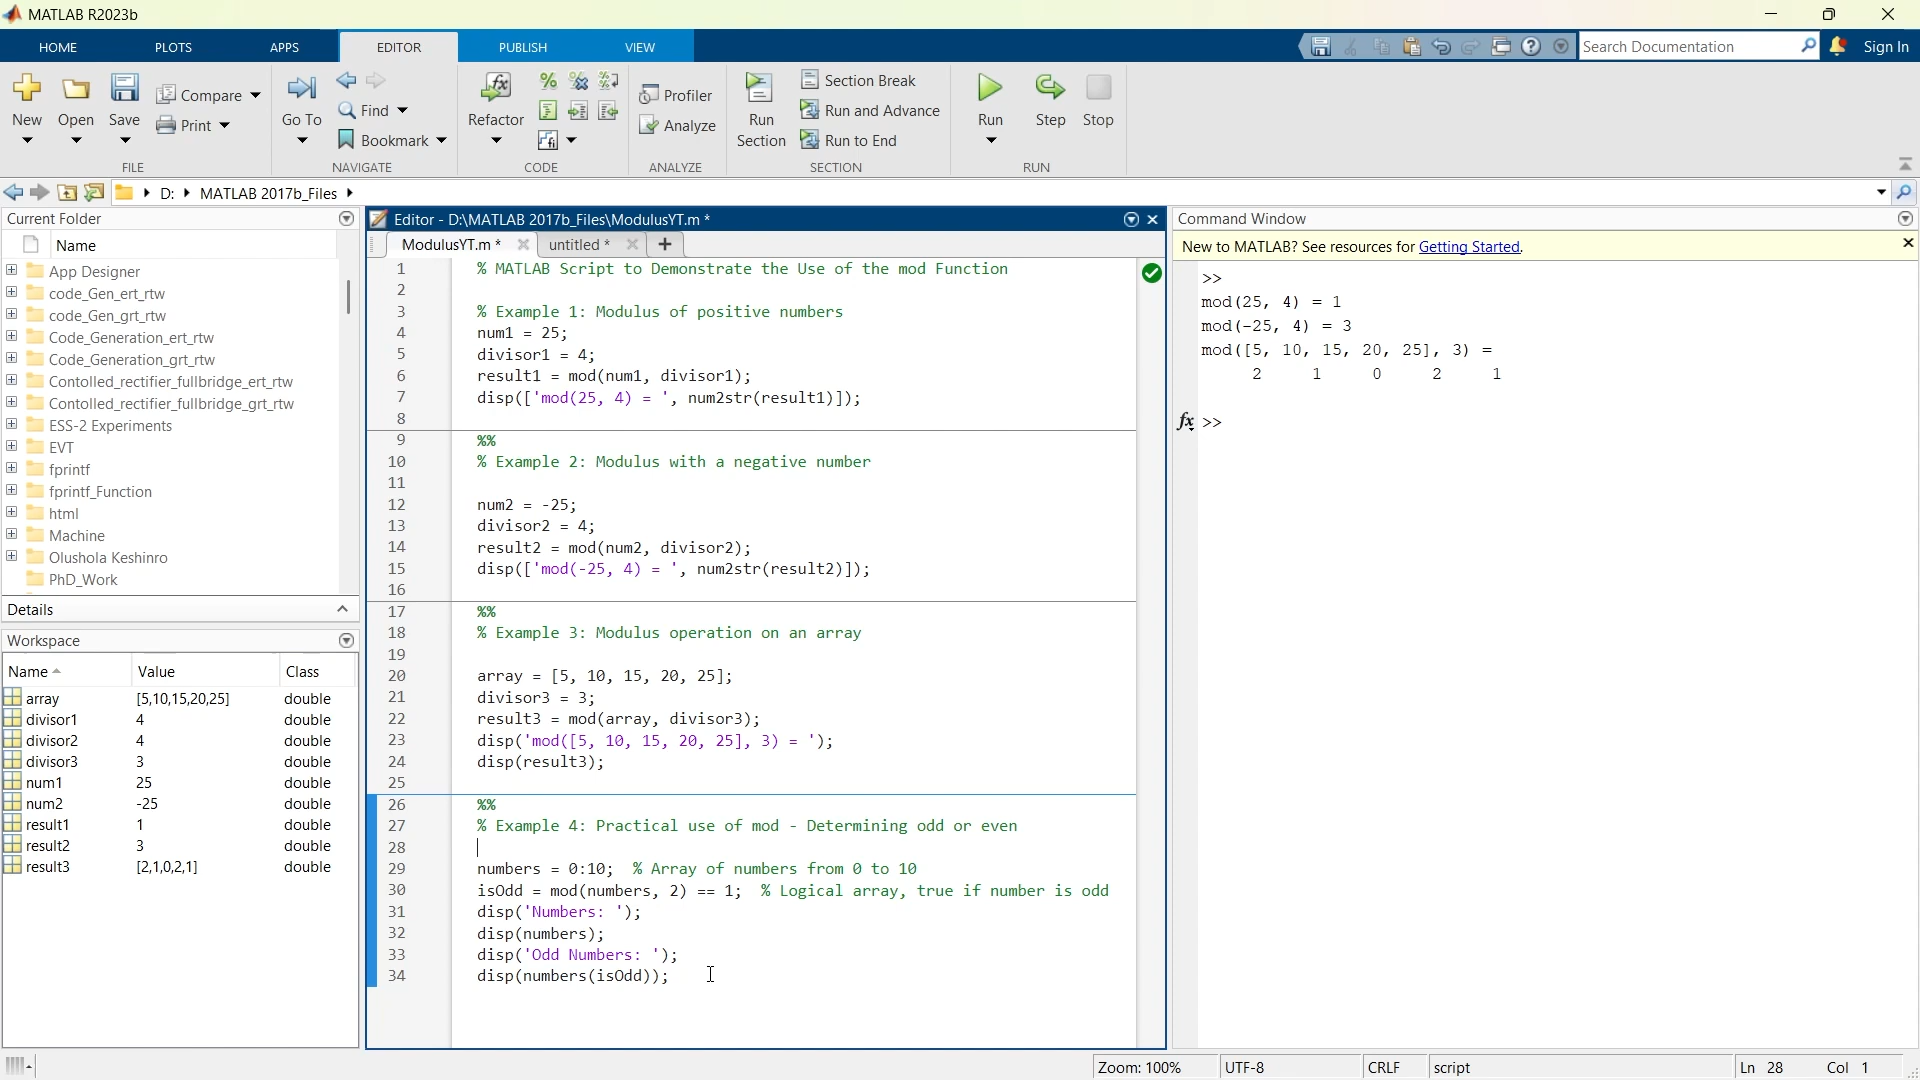 MATLAB R2023b
HOME PLOTS APPS EDITOR PUBLISH VIEW
Search Documentation Sign In
New Open Save Compare Print
FILE
Go To Find Bookmark
NAVIGATE
Refactor
CODE
Profiler
Analyze
ANALYZE
Run Section
Section Break
Run and Advance
Run to End
SECTION
Run Step Stop
RUN
D: MATLAB 2017b_Files
Current Folder
Name
App Designer
code_Gen_ert_rtw
code_Gen_grt_rtw
Code_Generation_ert_rtw
Code_Generation_grt_rtw
Contolled_rectifier_fullbridge_ert_rtw
Contolled_rectifier_fullbridge_grt_rtw
ESS-2 Experiments
EVT
fprintf
fprintf_Function
html
Machine
Olushola Keshinro
PhD_Work
Details
Workspace
Name Value Class
array [5,10,15,20,25] double
divisor1 4 double
divisor2 4 double
divisor3 3 double
num1 25 double
num2 -25 double
result1 1 double
result2 3 double
result3 [2,1,0,2,1] double
Editor - D:\MATLAB 2017b_Files\ModulusYT.m *
ModulusYT.m * untitled *
1 % MATLAB Script to Demonstrate the Use of the mod Function
2
3 % Example 1: Modulus of positive numbers
4 num1 = 25;
5 divisor1 = 4;
6 result1 = mod(num1, divisor1);
7 disp(['mod(25, 4) = ', num2str(result1)]);
8
9 %%
10 % Example 2: Modulus with a negative number
11
12 num2 = -25;
13 divisor2 = 4;
14 result2 = mod(num2, divisor2);
15 disp(['mod(-25, 4) = ', num2str(result2)]);
16
17 %%
18 % Example 3: Modulus operation on an array
19
20 array = [5, 10, 15, 20, 25];
21 divisor3 = 3;
22 result3 = mod(array, divisor3);
23 disp('mod([5, 10, 15, 20, 25], 3) = ');
24 disp(result3);
25
26 %%
27 % Example 4: Practical use of mod - Determining odd or even
28
29 numbers = 0:10; % Array of numbers from 0 to 10
30 isOdd = mod(numbers, 2) == 1; % Logical array, true if number is odd
31 disp('Numbers: ');
32 disp(numbers);
33 disp('Odd Numbers: ');
34 disp(numbers(isOdd));
Command Window
New to MATLAB? See resources for Getting Started.
>>
mod(25, 4) = 1
mod(-25, 4) = 3
mod([5, 10, 15, 20, 25], 3) =
2 1 0 2 1
fx >>
Zoom: 100% UTF-8 CRLF script Ln 28 Col 1